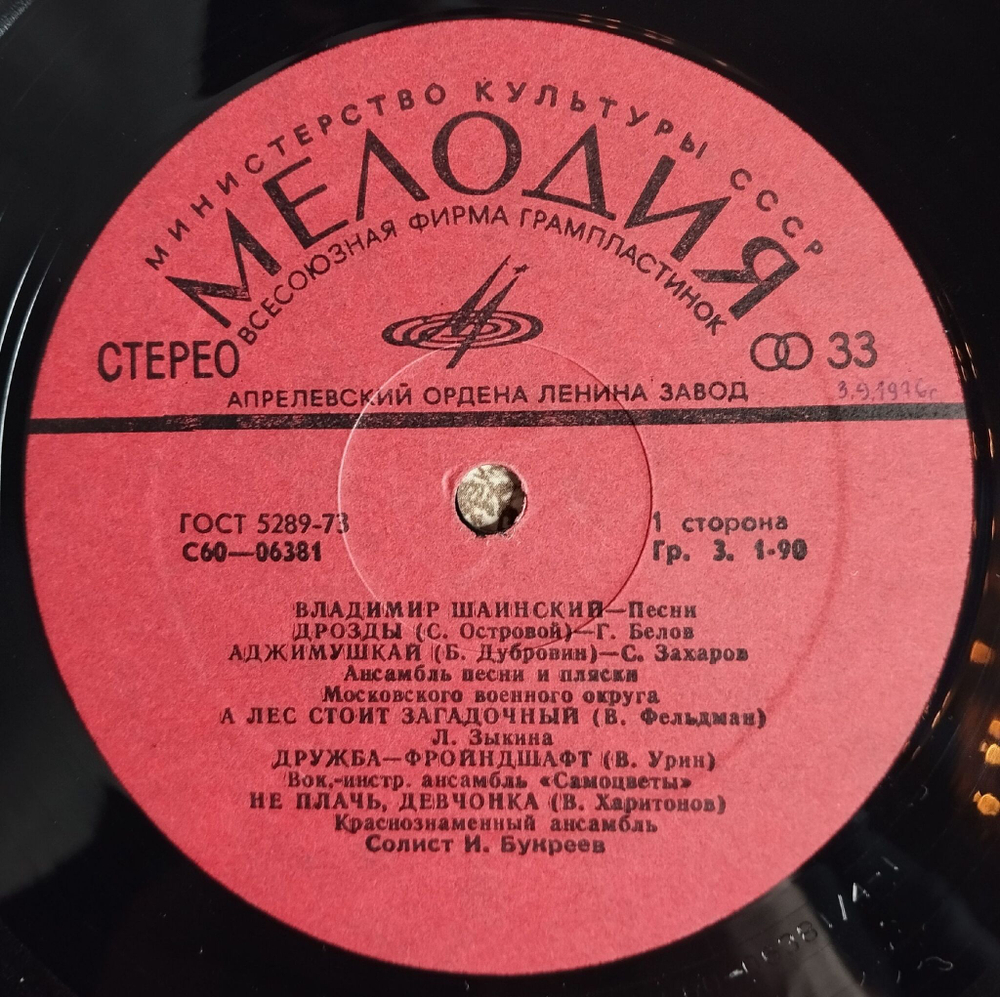 МИНИСТЕРСТВО КУЛЬТУРЫ СССР
МЕЛОДИЯ
ВСЕСОЮЗНАЯ ФИРМА ГРАМПЛАСТИНОК
СТЕРЕО
33
АПРЕЛЕВСКИЙ ОРДЕНА ЛЕНИНА ЗАВОД
3.9.1976г
ГОСТ 5289-73
1 сторона
С60—06381
Гр. 3. 1-90
ВЛАДИМИР ШАИНСКИЙ—Песни
ДРОЗДЫ (С. Островой)—Г. Белов
АДЖИМУШКАЙ (Б. Дубровин)—С. Захаров
Ансамбль песни и пляски
Московского военного округа
А ЛЕС СТОИТ ЗАГАДОЧНЫЙ (В. Фельдман)
Л. Зыкина
ДРУЖБА—ФРОЙНДШАФТ (В. Урин)
Вок.-инстр. ансамбль «Самоцветы»
НЕ ПЛАЧЬ, ДЕВЧОНКА (В. Харитонов)
Краснознаменный ансамбль
Солист И. Букреев